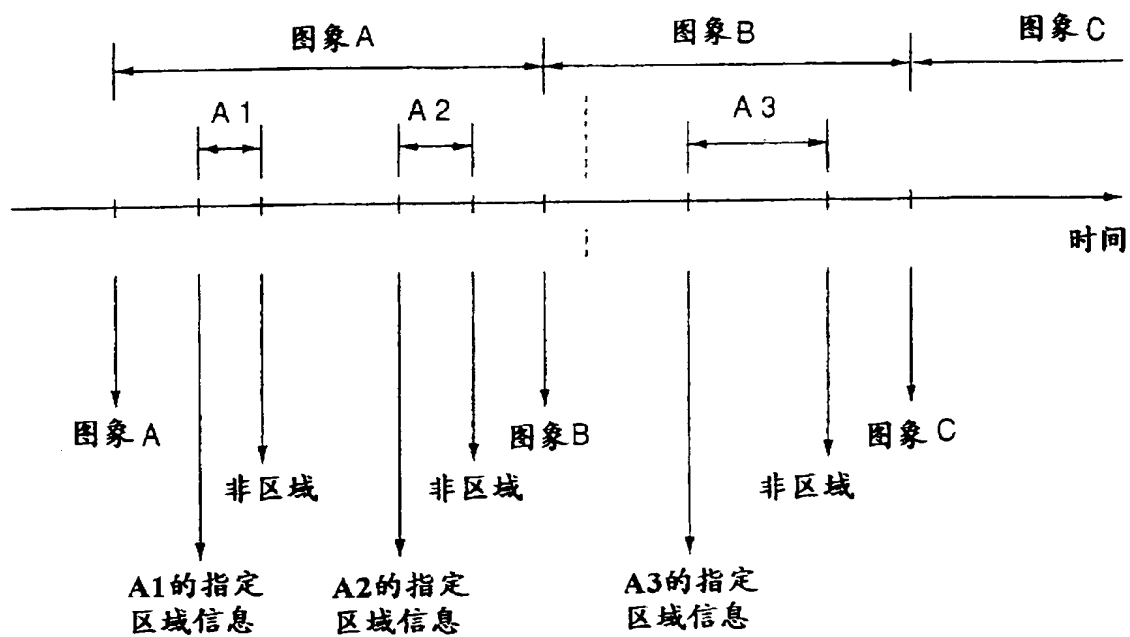 图象A
图象B
图象C
A1
A2
A3
时间
图象A
图象B
图象C
非区域
非区域
非区域
A1的指定
区域信息
A2的指定
区域信息
A3的指定
区域信息